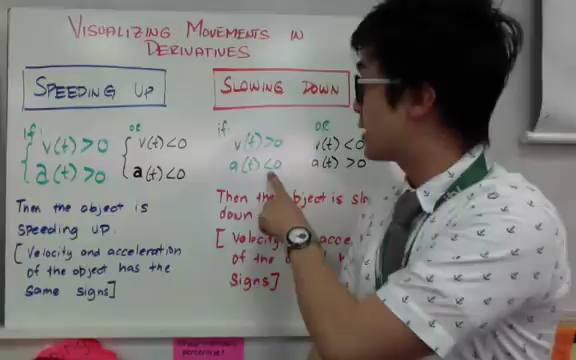 VISUALIZING MOVEMENTS IN
DERIVATIVES
SPEEDING UP
if:
v(t) > 0
a(t) > 0
OR
v(t) < 0
a(t) < 0
Then the object is
speeding up.
[Velocity and acceleration
of the object has the
same signs]
SLOWING DOWN
if:
v(t) > 0
a(t) < 0
OR
v(t) < 0
a(t) > 0
Then the object is
down
[Velocity
of the
signs]